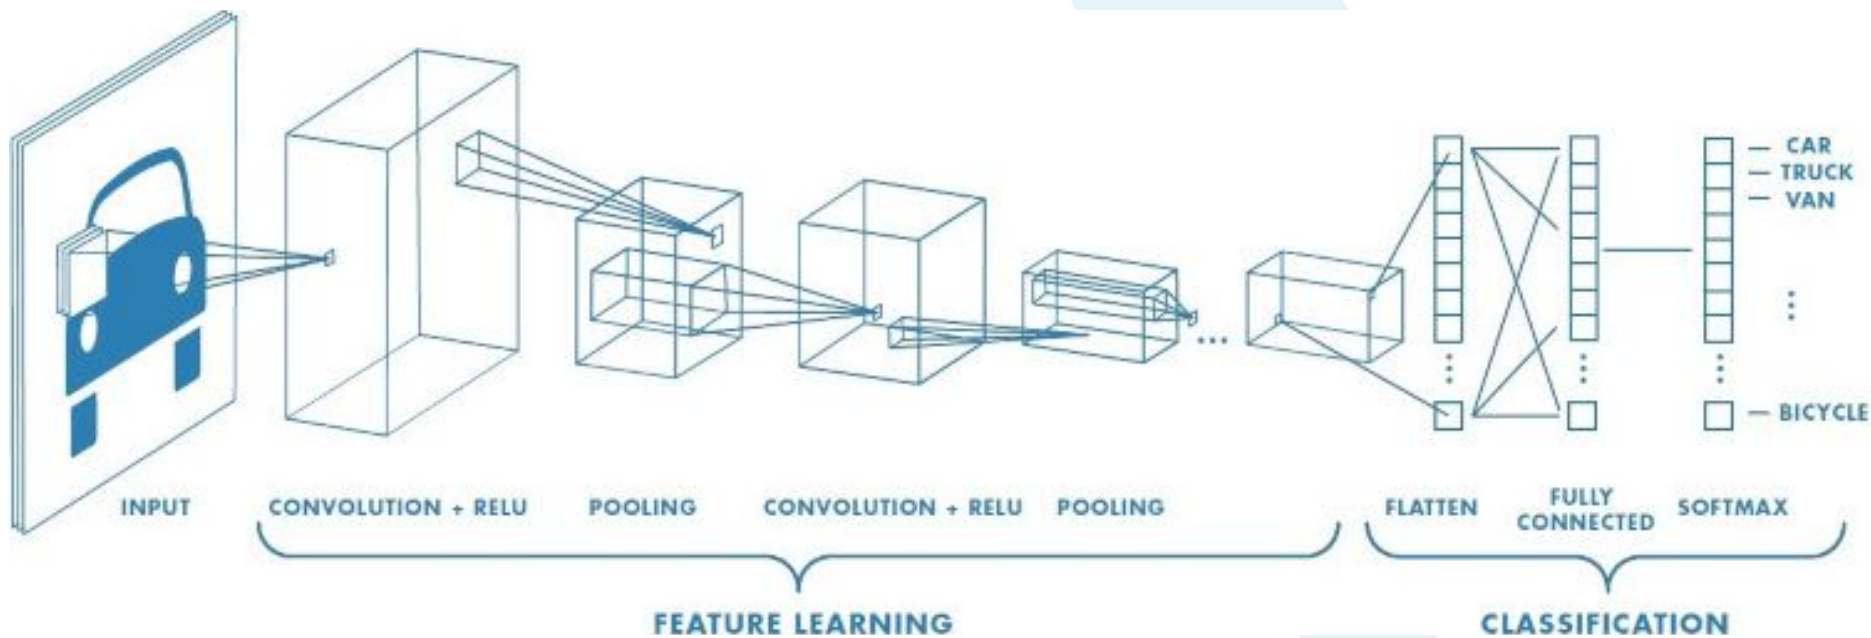 CAR
TRUCK
VAN
BICYCLE
INPUT
CONVOLUTION + RELU
POOLING
CONVOLUTION + RELU
POOLING
FLATTEN
FULLY
CONNECTED
SOFTMAX
FEATURE LEARNING
CLASSIFICATION